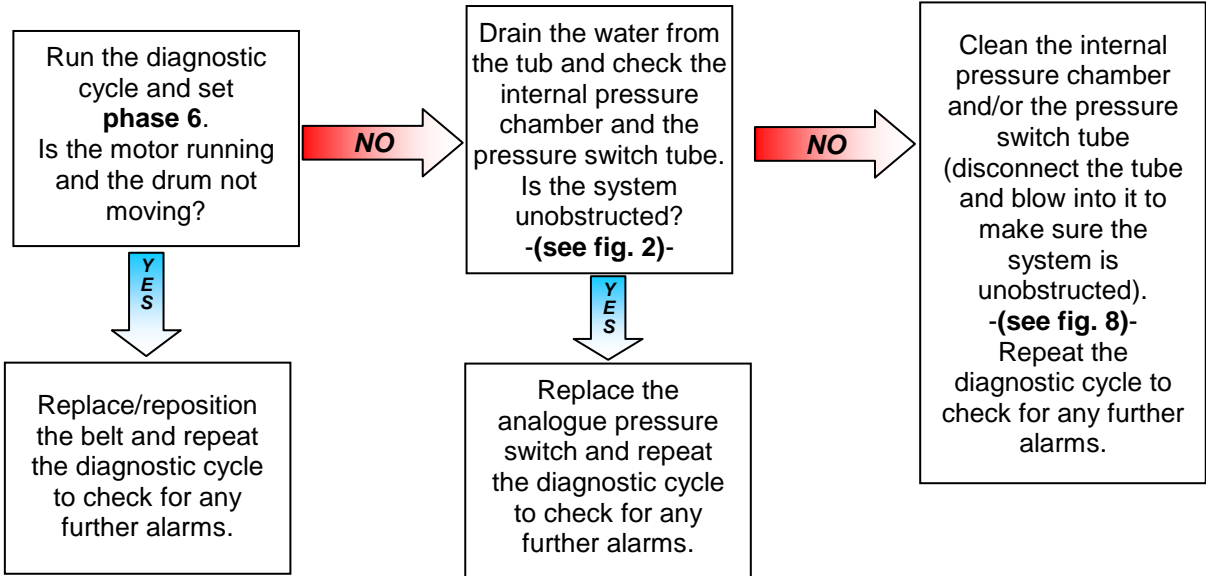 Run the diagnostic
cycle and set
phase 6.
Is the motor running
and the drum not
moving?
NO
Drain the water from
the tub and check the
internal pressure
chamber and the
pressure switch tube.
Is the system
unobstructed?
-(see fig. 2)-
NO
Clean the internal
pressure chamber
and/or the pressure
switch tube
(disconnect the tube
and blow into it to
make sure the
system is
unobstructed).
-(see fig. 8)-
Repeat the
diagnostic cycle to
check for any further
alarms.
YES
YES
Replace/reposition
the belt and repeat
the diagnostic cycle
to check for any
further alarms.
Replace the
analogue pressure
switch and repeat
the diagnostic cycle
to check for any
further alarms.